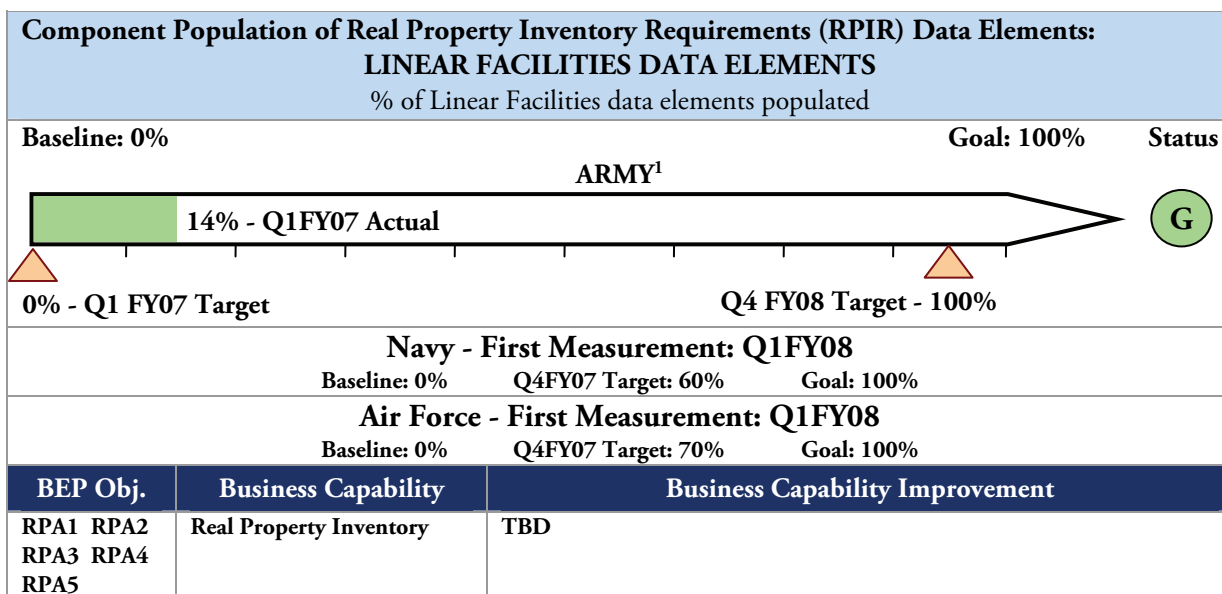 Component Population of Real Property Inventory Requirements (RPIR) Data Elements:
LINEAR FACILITIES DATA ELEMENTS
% of Linear Facilities data elements populated
Baseline: 0% Goal: 100% Status
ARMY¹
14% - Q1FY07 Actual G
0% - Q1 FY07 Target Q4 FY08 Target - 100%
Navy - First Measurement: Q1FY08
Baseline: 0% Q4FY07 Target: 60% Goal: 100%
Air Force - First Measurement: Q1FY08
Baseline: 0% Q4FY07 Target: 70% Goal: 100%
BEP Obj. Business Capability Business Capability Improvement
RPA1 RPA2 Real Property Inventory TBD
RPA3 RPA4
RPA5